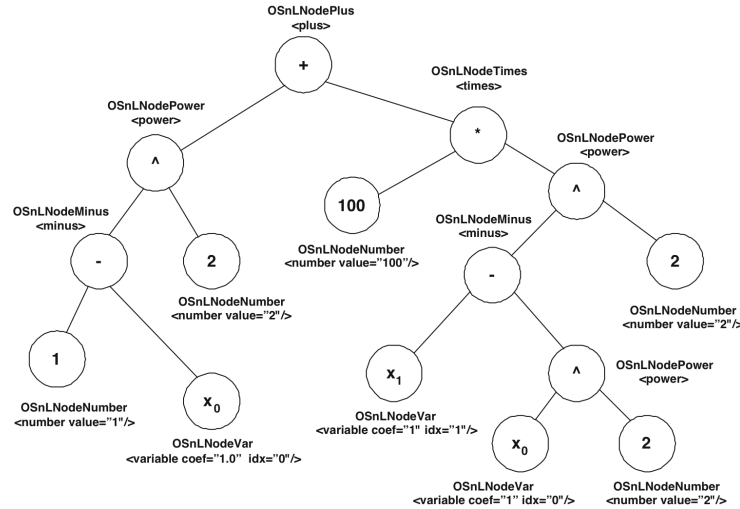 OSnLNodePlus
<plus>
+
OSnLNodeTimes
<times>
*
OSnLNodePower
<power>
^
OSnLNodePower
<power>
^
100
OSnLNodeNumber
<number value=”100”/>
OSnLNodeMinus
<minus>
-
2
OSnLNodeNumber
<number value=”2"/>
OSnLNodeMinus
<minus>
-
2
OSnLNodeNumber
<number value=”2"/>
1
OSnLNodeNumber
<number value=”1"/>
x0
OSnLNodeVar
<variable coef=”1.0” idx=”0"/>
x1
OSnLNodeVar
<variable coef=”1" idx=”1"/>
^
OSnLNodePower
<power>
x0
OSnLNodeVar
<variable coef=”1” idx=”0"/>
2
OSnLNodeNumber
<number value=”2"/>